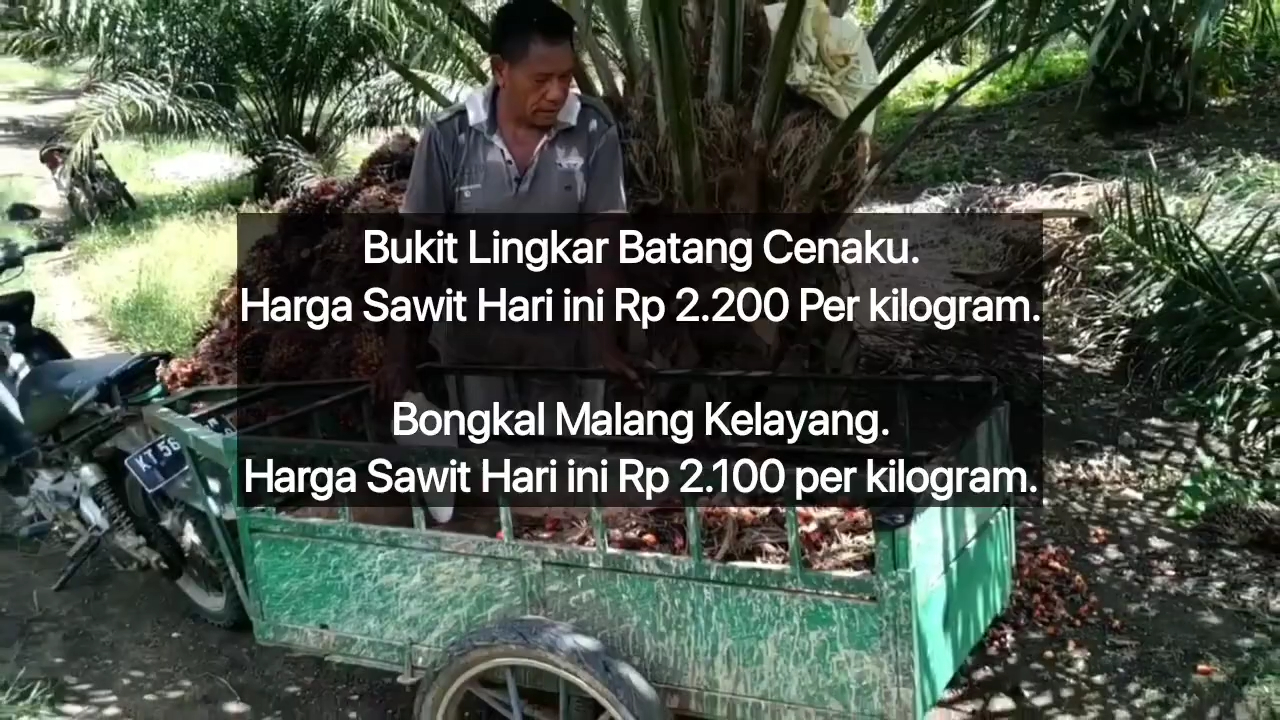 Bukit Lingkar Batang Cenaku.
Harga Sawit Hari ini Rp 2.200 Per kilogram.
Bongkal Malang Kelayang.
Harga Sawit Hari ini Rp 2.100 per kilogram.
KT 56